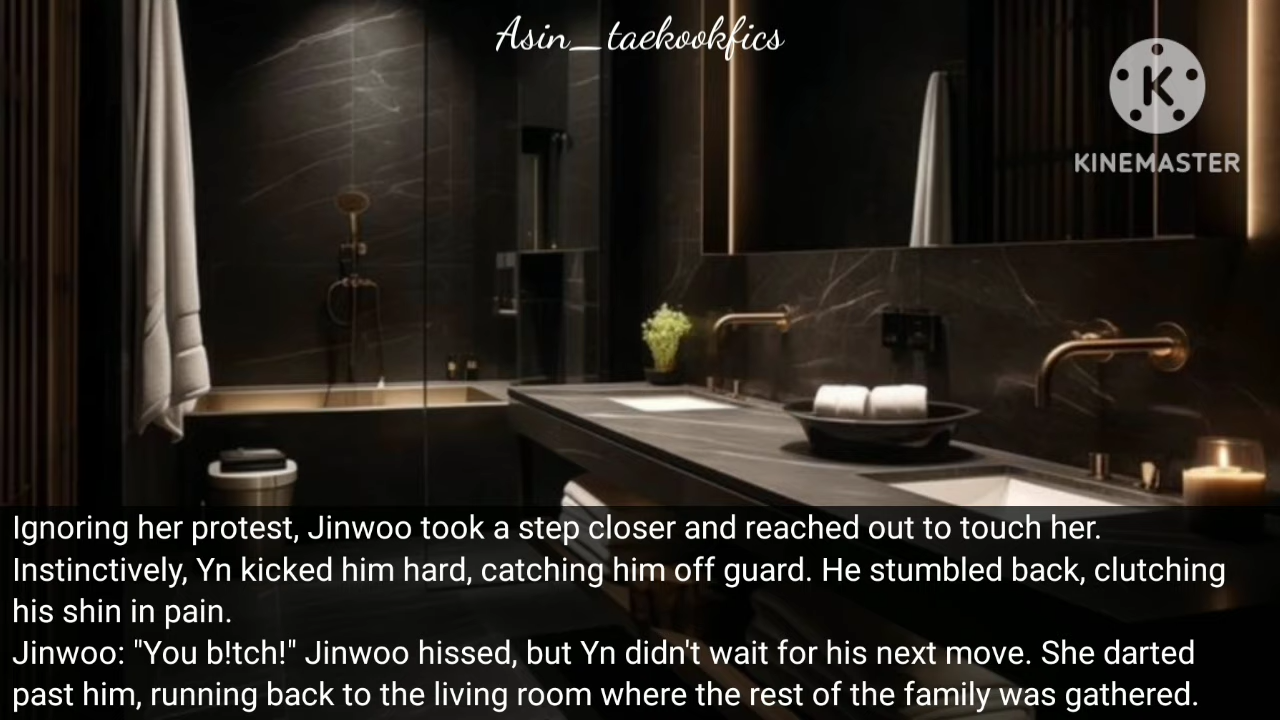 Asin_taekookfics
K
KINEMASTER
Ignoring her protest, Jinwoo took a step closer and reached out to touch her.
Instinctively, Yn kicked him hard, catching him off guard. He stumbled back, clutching
his shin in pain.
Jinwoo: "You b!tch!" Jinwoo hissed, but Yn didn't wait for his next move. She darted
past him, running back to the living room where the rest of the family was gathered.